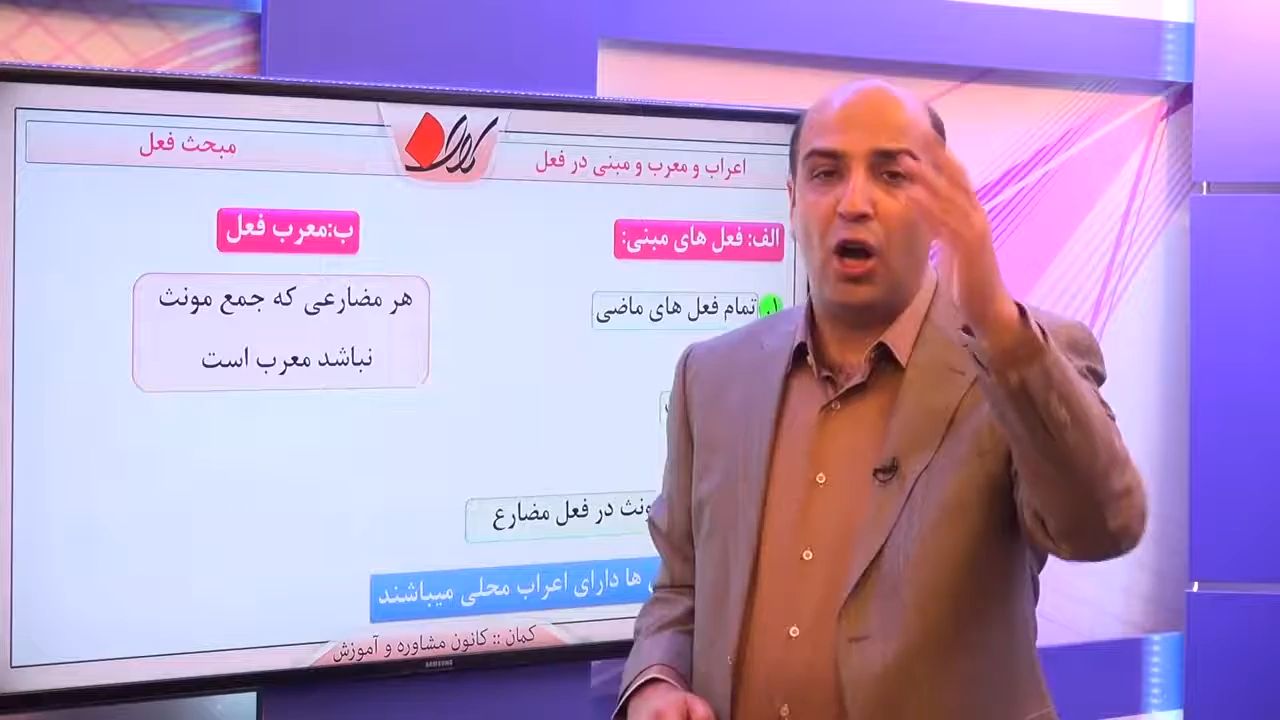 اعراب و معرب و مبنی در فعل
مبحث فعل
الف: فعل های مبنی:
۱. تمام فعل های ماضی
در فعل مضارع
ها دارای اعراب محلی میباشند
ب:معرب فعل
هر مضارعی که جمع مونث
نباشد معرب است
کمان :: کانون مشاوره و آموزش
SAMSUNG